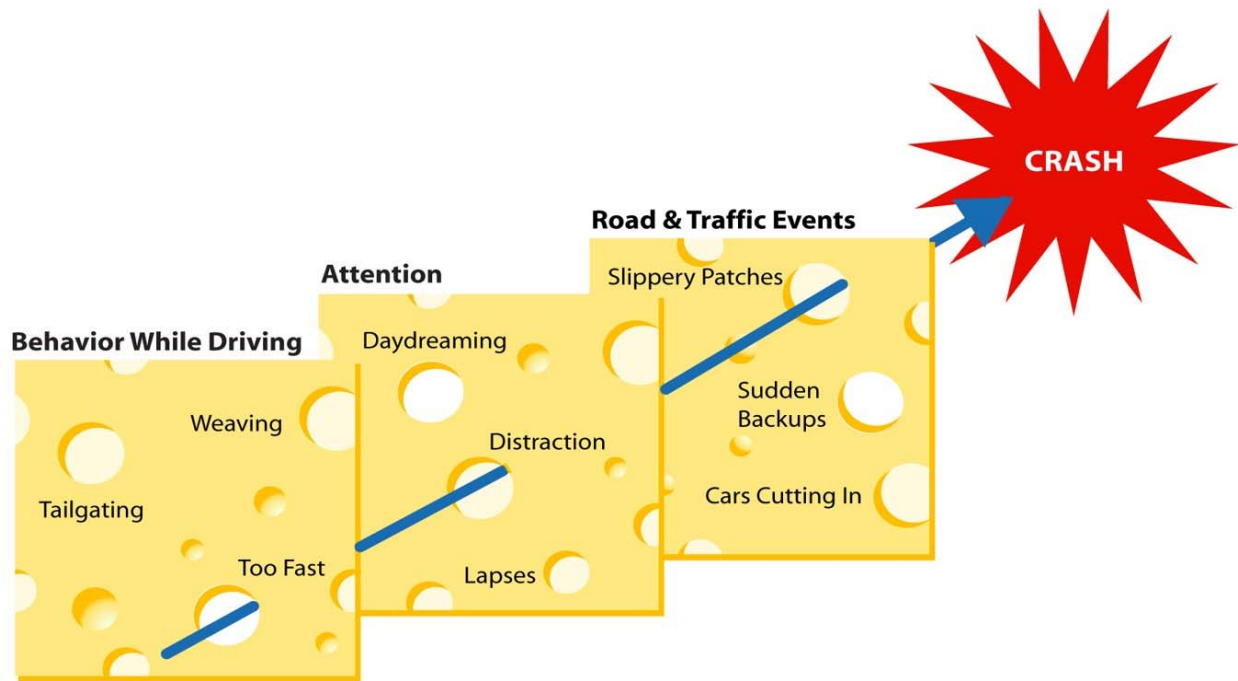 CRASH
Road & Traffic Events
Slippery Patches
Sudden
Backups
Cars Cutting In
Attention
Daydreaming
Distraction
Lapses
Behavior While Driving
Weaving
Tailgating
Too Fast